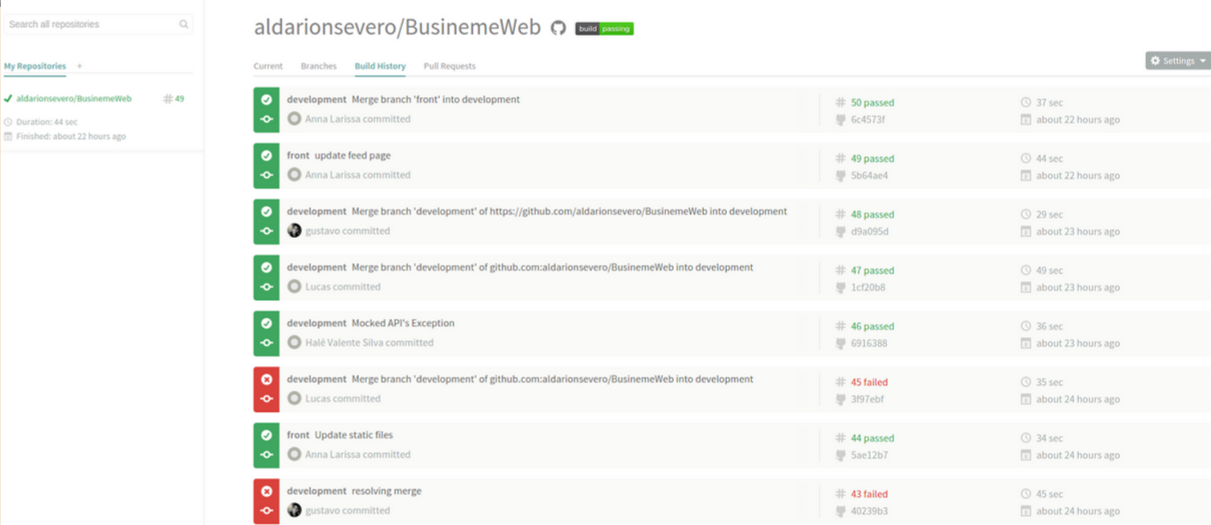 Search all repositories
My Repositories +
aldarionsevero/BusinemeWeb # 49
Duration: 44 sec
Finished: about 22 hours ago
aldarionsevero/BusinemeWeb build passing
Current Branches Build History Pull Requests
Settings
development Merge branch 'front' into development
Anna Larissa committed
# 50 passed
6c4573f
37 sec
about 22 hours ago
front update feed page
Anna Larissa committed
# 49 passed
5b64ae4
44 sec
about 22 hours ago
development Merge branch 'development' of https://github.com/aldarionsevero/BusinemeWeb into development
gustavo committed
# 48 passed
d9a095d
29 sec
about 23 hours ago
development Merge branch 'development' of github.com:aldarionsevero/BusinemeWeb into development
Lucas committed
# 47 passed
1cf20b8
49 sec
about 23 hours ago
development Mocked API's Exception
Halê Valente Silva committed
# 46 passed
6916388
36 sec
about 23 hours ago
development Merge branch 'development' of github.com:aldarionsevero/BusinemeWeb into development
Lucas committed
# 45 failed
3f97ebf
35 sec
about 24 hours ago
front Update static files
Anna Larissa committed
# 44 passed
5ae12b7
34 sec
about 24 hours ago
development resolving merge
gustavo committed
# 43 failed
40239b3
45 sec
about 24 hours ago